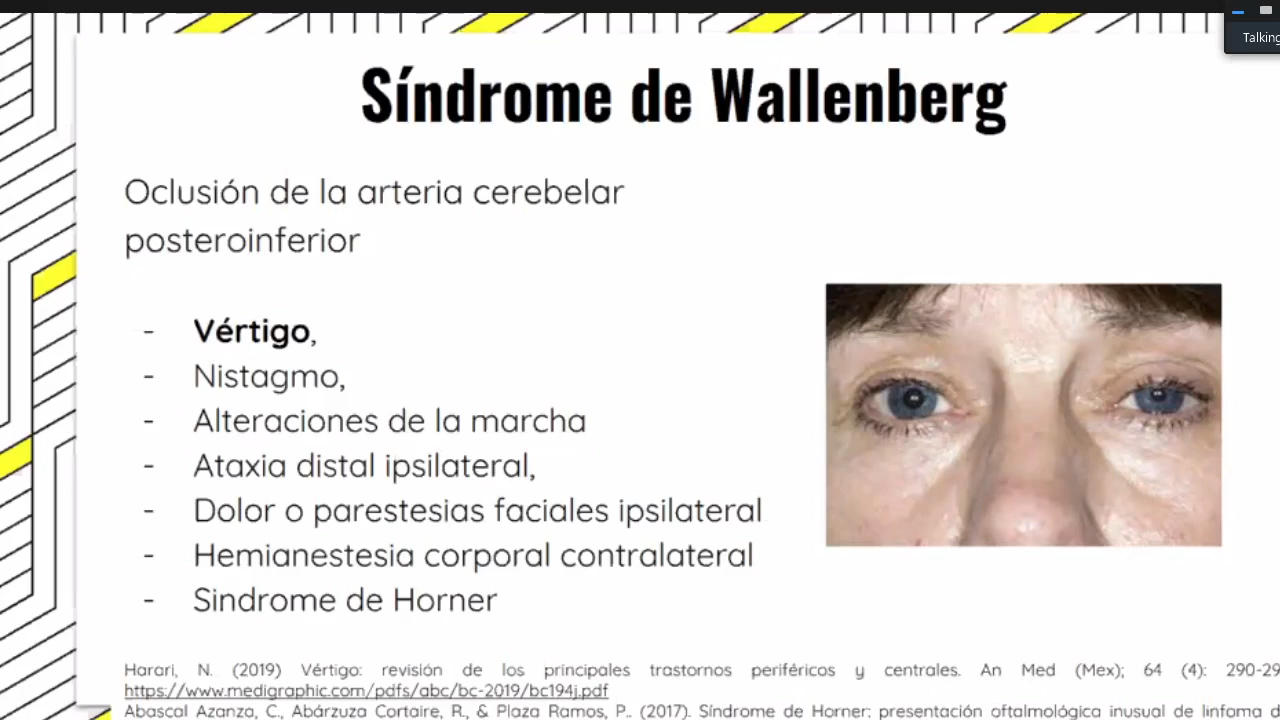 Talking
Síndrome de Wallenberg
Oclusión de la arteria cerebelar
posteroinferior
- Vértigo,
- Nistagmo,
- Alteraciones de la marcha
- Ataxia distal ipsilateral,
- Dolor o parestesias faciales ipsilateral
- Hemianestesia corporal contralateral
- Sindrome de Horner
Harari, N. (2019) Vértigo: revisión de los principales trastornos periféricos y centrales. An Med (Mex); 64 (4): 290-29
https://www.medigraphic.com/pdfs/abc/bc-2019/bc194j.pdf
Abascal Azanza, C., Abárzuza Cortaire, R., & Plaza Ramos, P.. (2017). Síndrome de Horner: presentación oftalmológica inusual de linfoma d